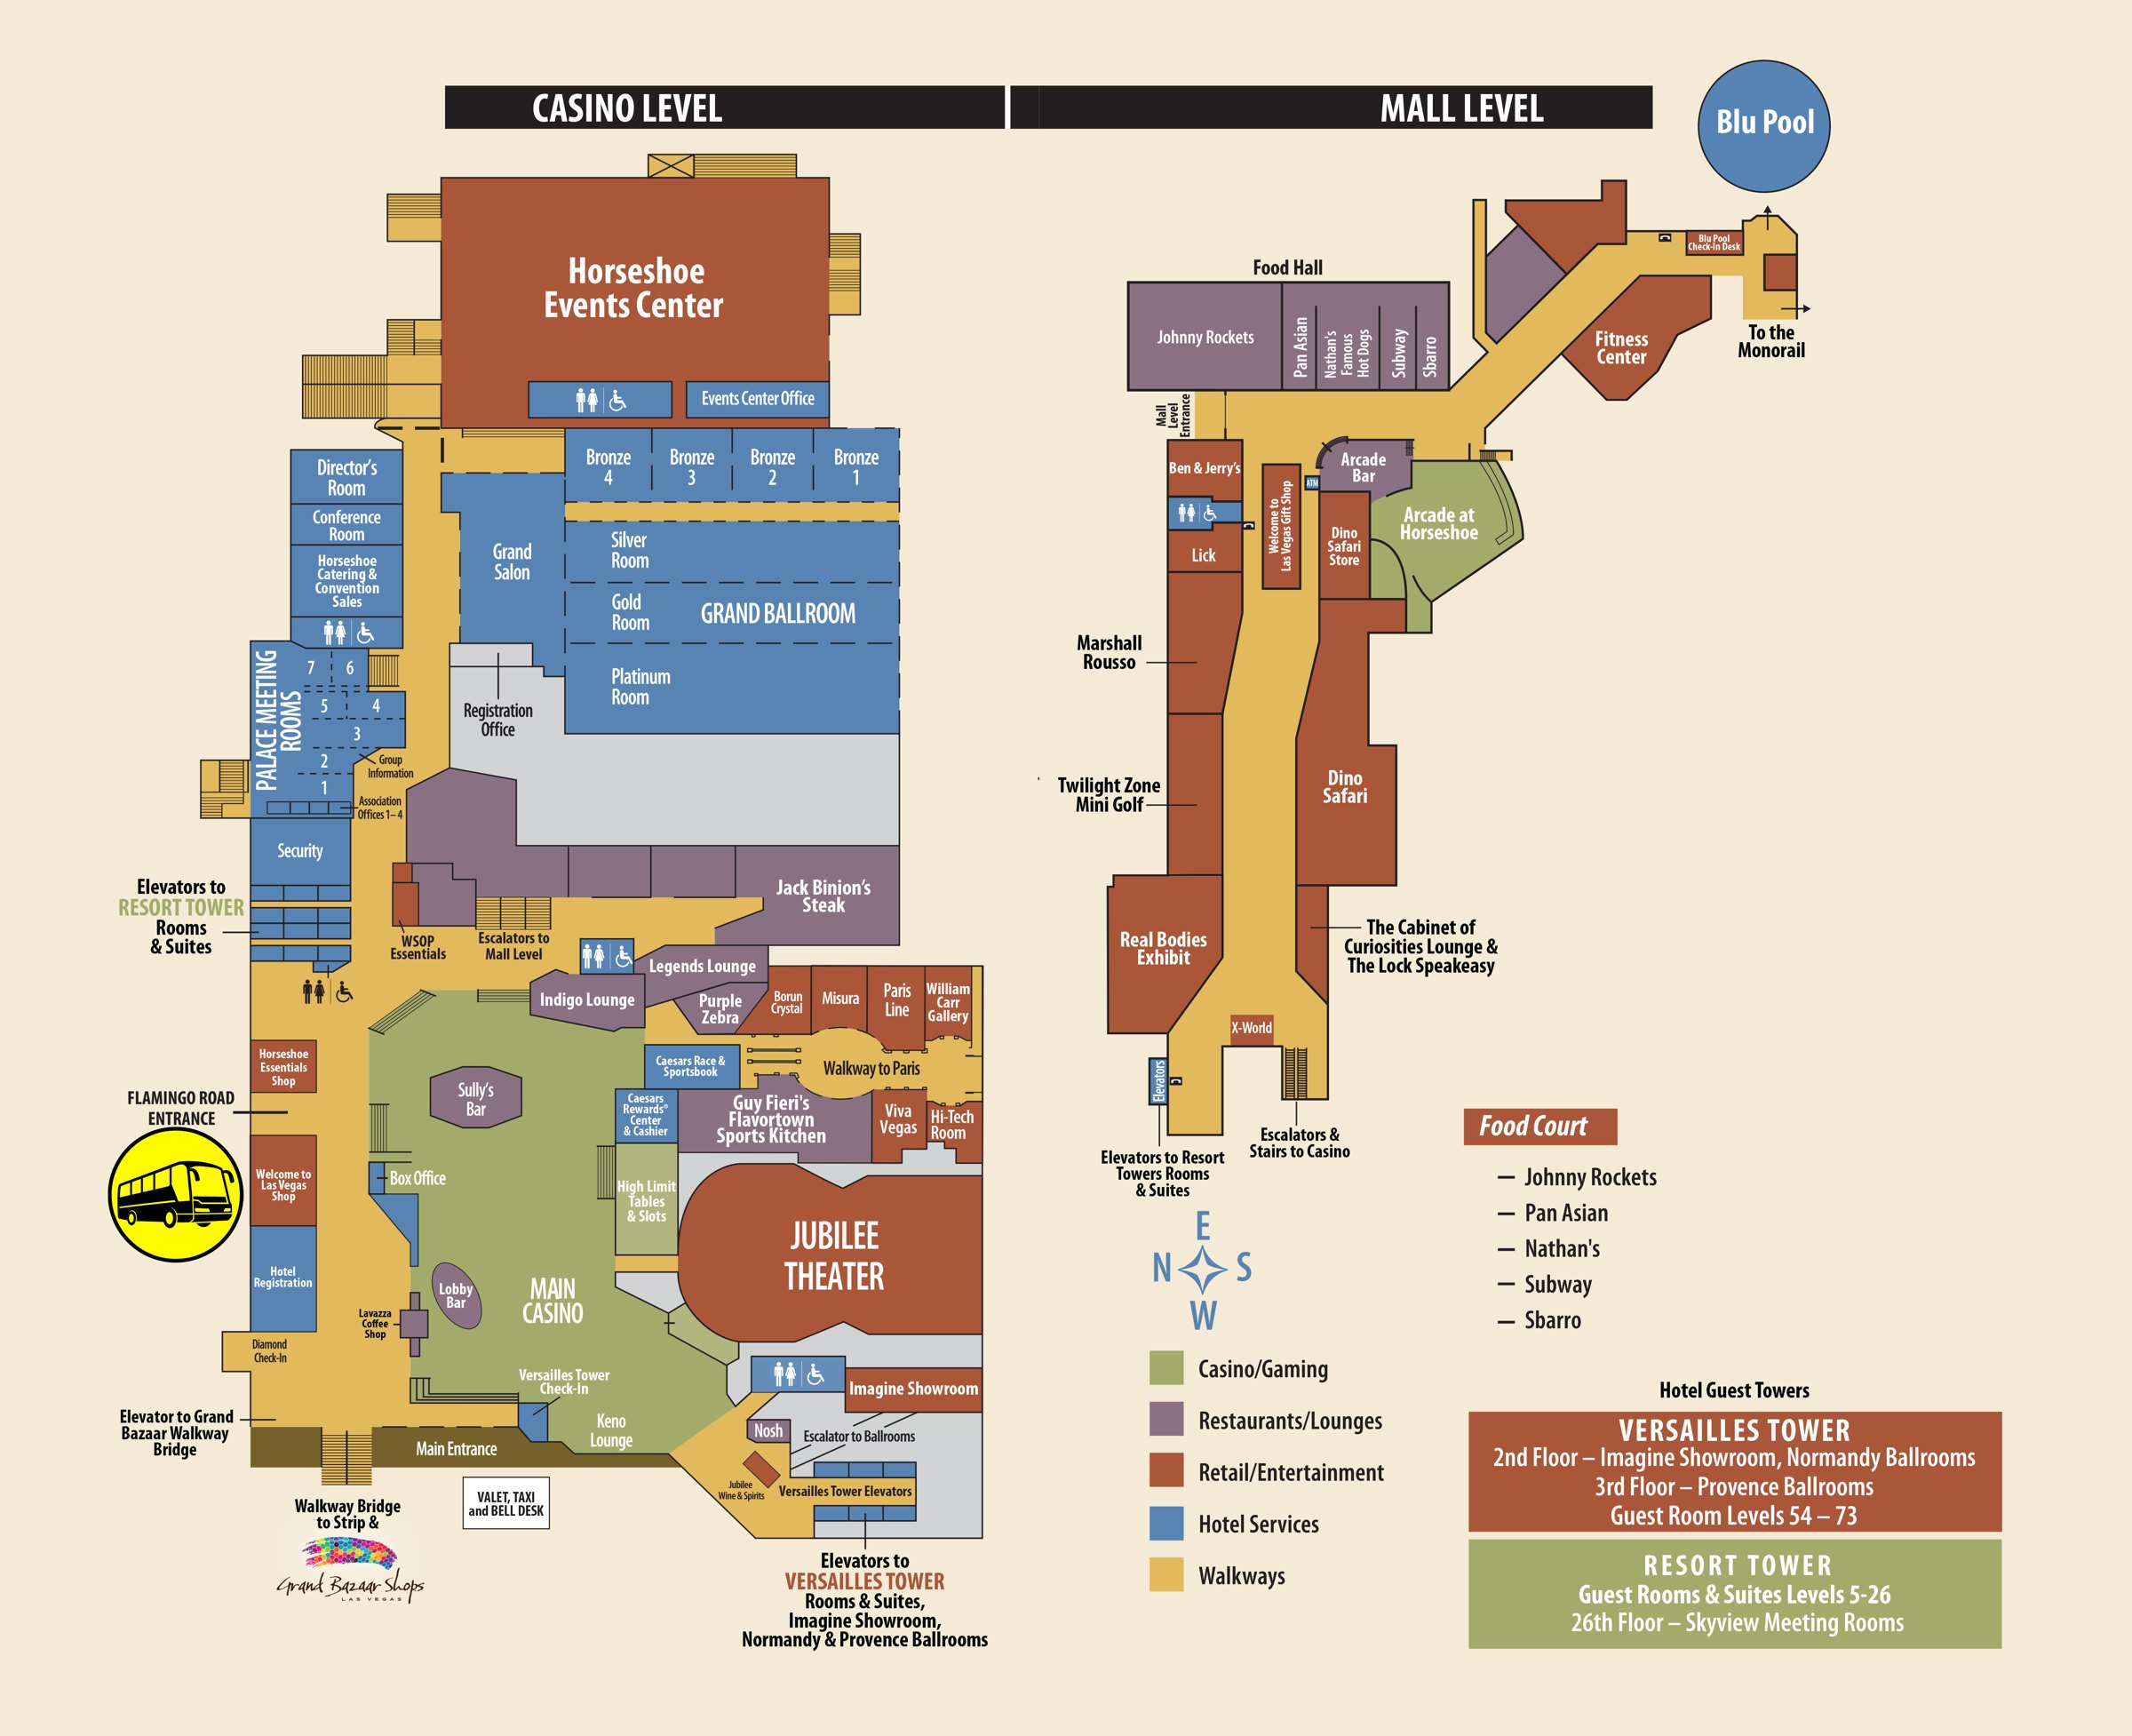 CASINO LEVEL
MALL LEVEL
Blu Pool
Horseshoe
Events Center
Events Center Office
Director's
Room
Conference
Room
Horseshoe
Catering &
Convention
Sales
Bronze
4
Bronze
3
Bronze
2
Bronze
1
Grand
Salon
Silver
Room
Gold
Room
GRAND BALLROOM
Platinum
Room
Registration
Office
PALACE MEETING
ROOMS
7
6
5
4
3
2
1
Group
Information
Association
Offices 1–4
Security
Elevators to
RESORT TOWER
Rooms
& Suites
WSOP
Essentials
Escalators to
Mall Level
Jack Binion's
Steak
Legends Lounge
Indigo Lounge
Purple
Zebra
Borun
Crystal
Misura
Paris
Line
William
Carr
Gallery
Horseshoe
Essentials
Shop
Caesars Race &
Sportsbook
Walkway to Paris
Sully's
Bar
FLAMINGO ROAD
ENTRANCE
Caesars
Rewards®
Center
& Cashier
Guy Fieri's
Flavortown
Sports Kitchen
Viva
Vegas
Hi-Tech
Room
Welcome to
Las Vegas
Shop
Box Office
High Limit
Tables
& Slots
JUBILEE
THEATER
Hotel
Registration
Lobby
Bar
MAIN
CASINO
Lavazza
Coffee
Shop
Diamond
Check-In
Versailles Tower
Check-In
Imagine Showroom
Elevator to Grand
Bazaar Walkway
Bridge
Main Entrance
Keno
Lounge
Nosh
Escalator to Ballrooms
Jubilee
Wine & Spirits
Versailles Tower Elevators
VALET, TAXI
and BELL DESK
Walkway Bridge
to Strip &
Grand Bazaar Shops
LAS VEGAS
Elevators to
VERSAILLES TOWER
Rooms & Suites,
Imagine Showroom,
Normandy & Provence Ballrooms
Food Hall
Johnny Rockets
Pan Asian
Nathan's
Famous
Hot Dogs
Subway
Sbarro
Blu Pool
Check-In Desk
Fitness
Center
To the
Monorail
Mall
Level
Entrance
Ben & Jerry's
Arcade
Bar
ATM
Welcome to
Las Vegas Gift Shop
Arcade at
Horseshoe
Lick
Dino
Safari
Store
Marshall
Rousso
Twilight Zone
Mini Golf
Dino
Safari
Real Bodies
Exhibit
The Cabinet of
Curiosities Lounge &
The Lock Speakeasy
X-World
Elevators
Elevators to Resort
Towers Rooms
& Suites
Escalators &
Stairs to Casino
E
N
S
W
Casino/Gaming
Restaurants/Lounges
Retail/Entertainment
Hotel Services
Walkways
Food Court
– Johnny Rockets
– Pan Asian
– Nathan's
– Subway
– Sbarro
Hotel Guest Towers
VERSAILLES TOWER
2nd Floor – Imagine Showroom, Normandy Ballrooms
3rd Floor – Provence Ballrooms
Guest Room Levels 54 – 73
RESORT TOWER
Guest Rooms & Suites Levels 5-26
26th Floor – Skyview Meeting Rooms